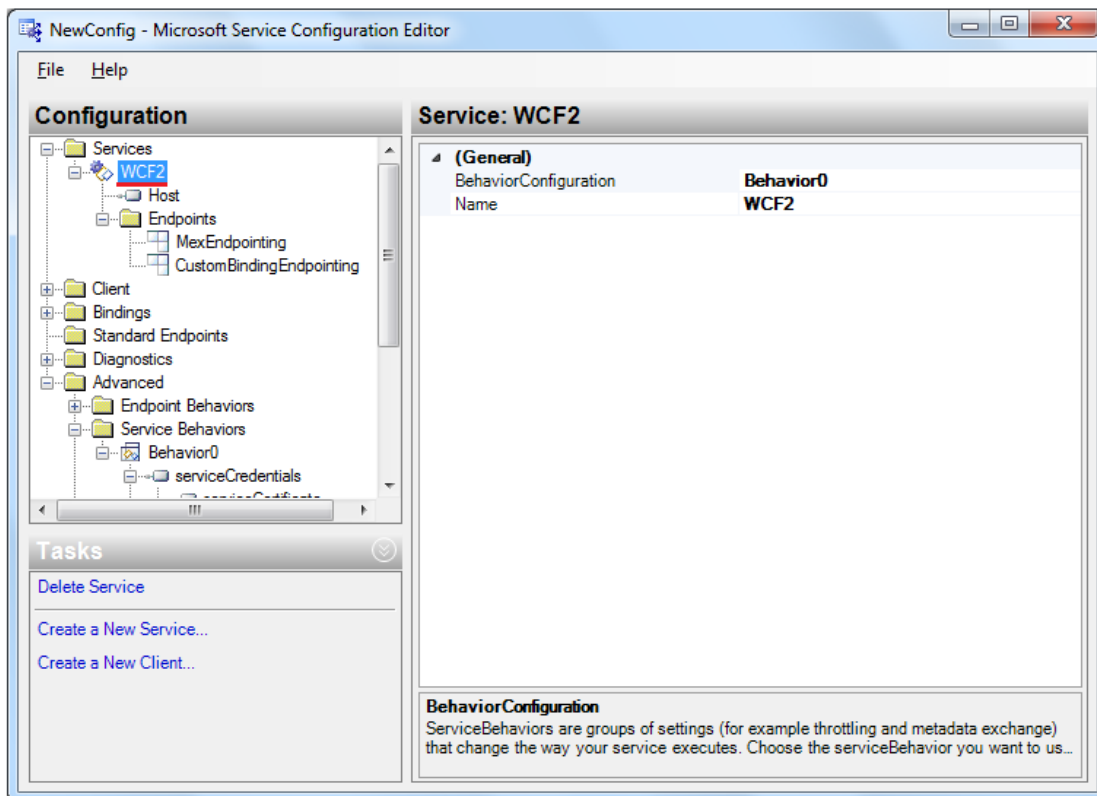 NewConfig - Microsoft Service Configuration Editor
File Help
Configuration
Services
WCF2
Host
Endpoints
MexEndpointing
CustomBindingEndpointing
Client
Bindings
Standard Endpoints
Diagnostics
Advanced
Endpoint Behaviors
Service Behaviors
Behavior0
serviceCredentials
Tasks
Delete Service
Create a New Service...
Create a New Client...
Service: WCF2
(General)
BehaviorConfiguration Behavior0
Name WCF2
BehaviorConfiguration
ServiceBehaviors are groups of settings (for example throttling and metadata exchange)
that change the way your service executes. Choose the serviceBehavior you want to us...